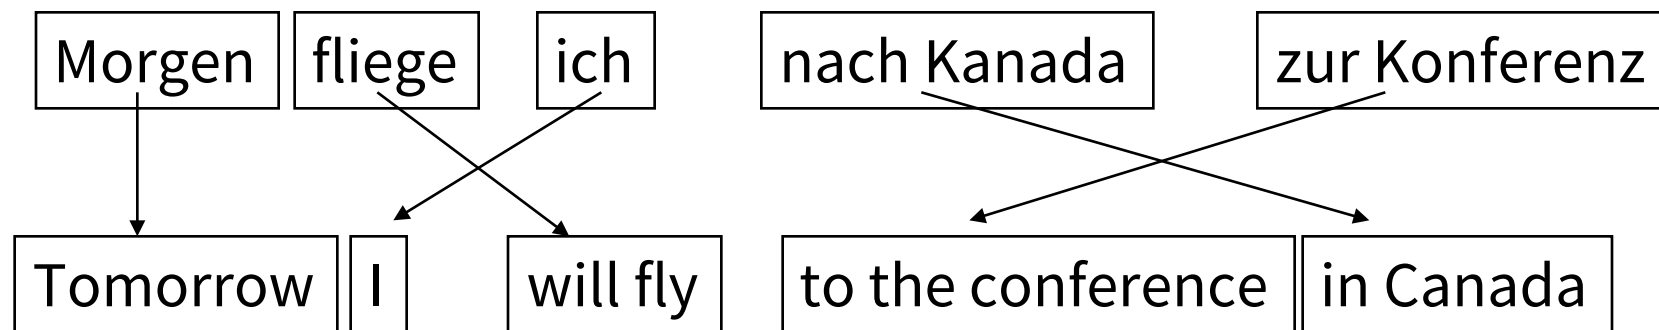 Morgen fliege ich nach Kanada zur Konferenz
Tomorrow I will fly to the conference in Canada